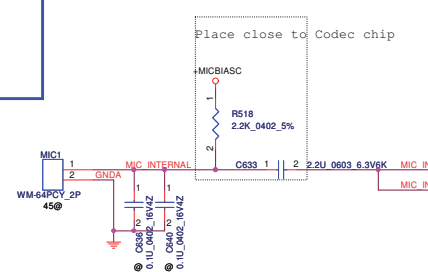 Place close to Codec chip
+MICBIASC
1
R518
2.2K_0402_5%
2
MIC1
1
2
MIC_INTERNAL
GNDA
C633
1
2
2.2U_0603_6.3V6K
MIC_IN
MIC_IN
WM-64PCY_2P
45@
1
1
2
2
C636
0.1U_0402_16V4Z
@
C640
0.1U_0402_16V4Z
@